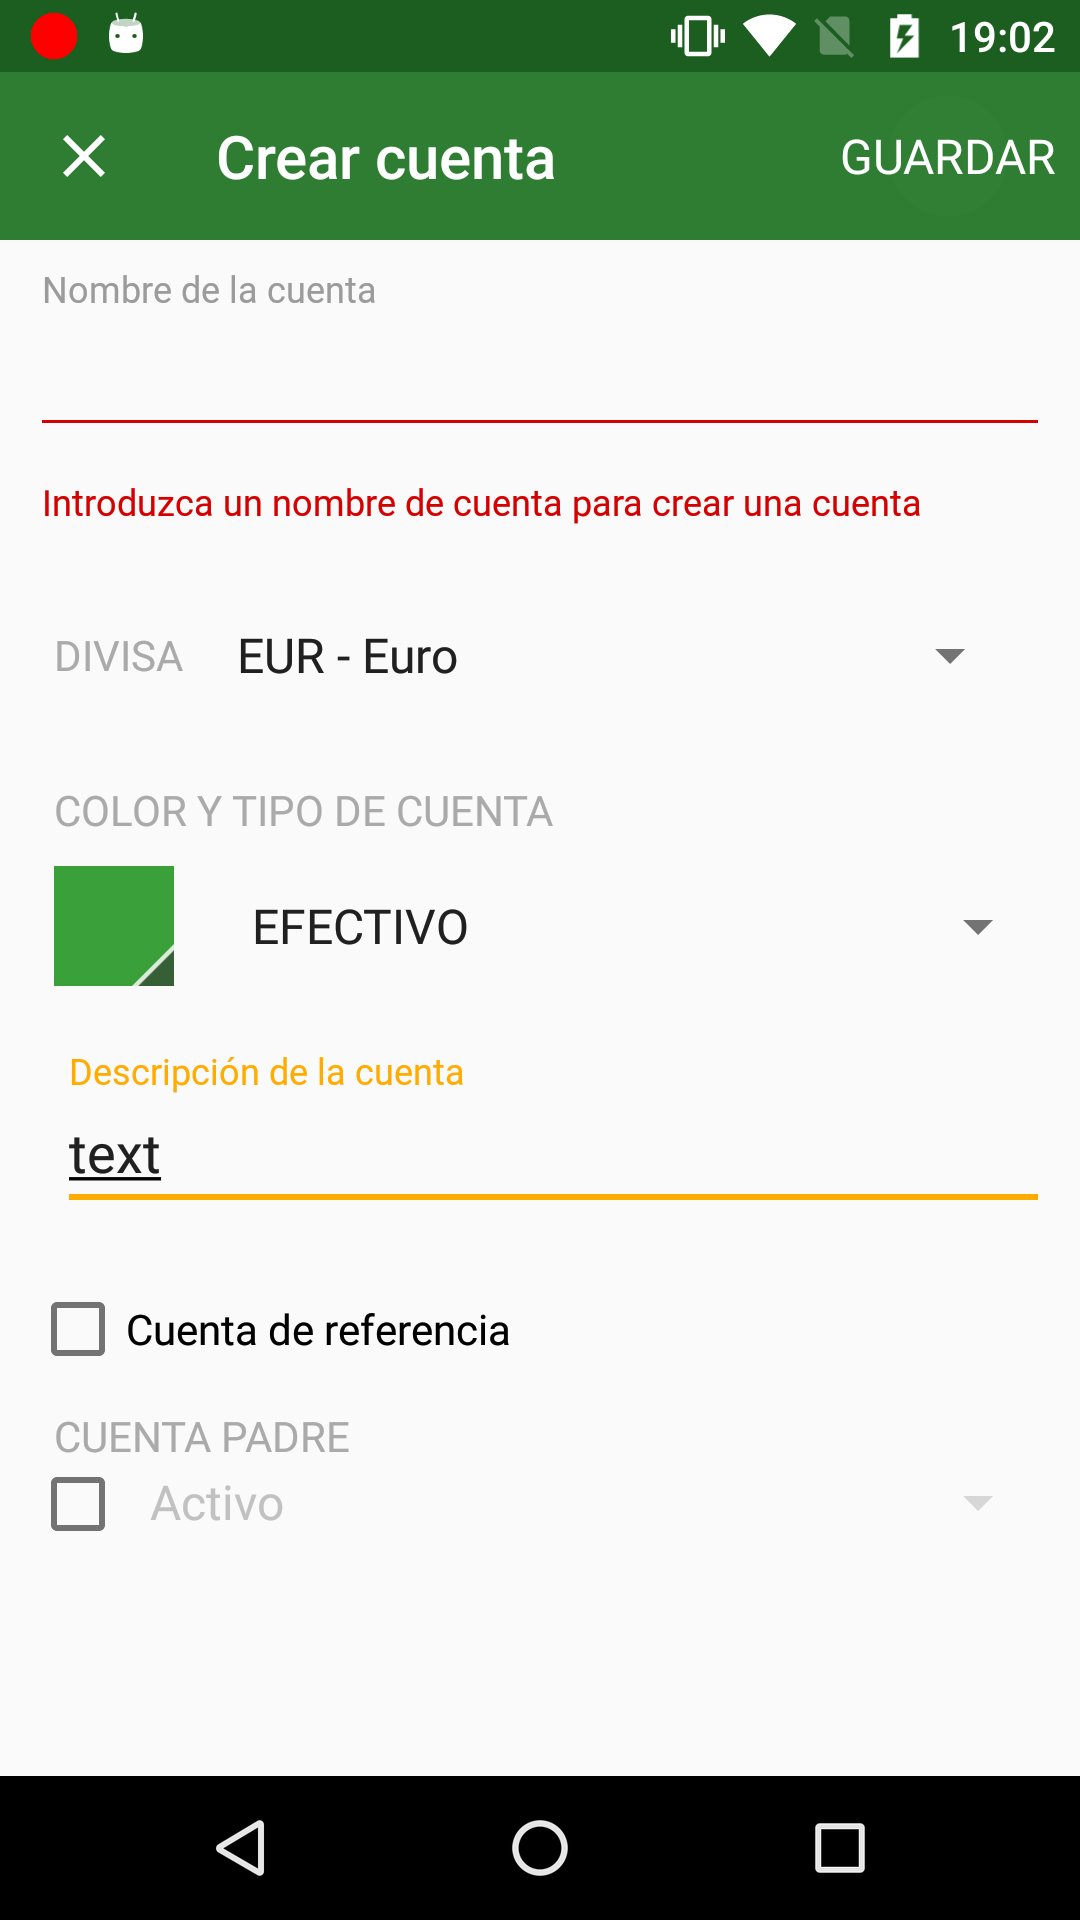 19:02
Crear cuenta
GUARDAR
Nombre de la cuenta
Introduzca un nombre de cuenta para crear una cuenta
DIVISA EUR - Euro
COLOR Y TIPO DE CUENTA
EFECTIVO
Descripción de la cuenta
text
Cuenta de referencia
CUENTA PADRE
Activo